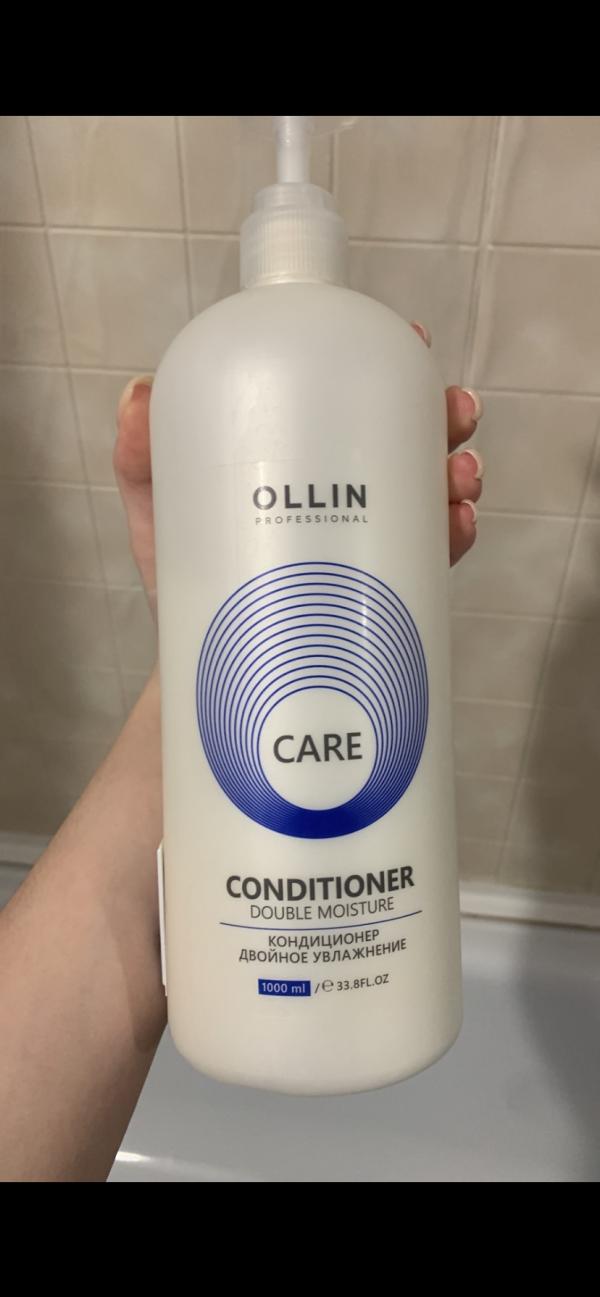 OLLIN
PROFESSIONAL
CARE
CONDITIONER
DOUBLE MOISTURE
КОНДИЦИОНЕР
ДВОЙНОЕ УВЛАЖНЕНИЕ
1000 ml / ℮ 33.8FL.OZ